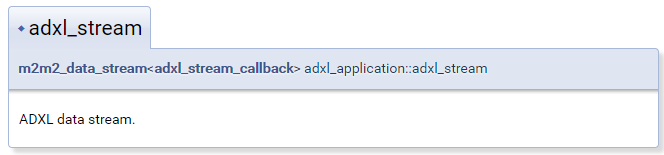 adxl_stream
m2m2_data_stream<adxl_stream_callback> adxl_application::adxl_stream
ADXL data stream.